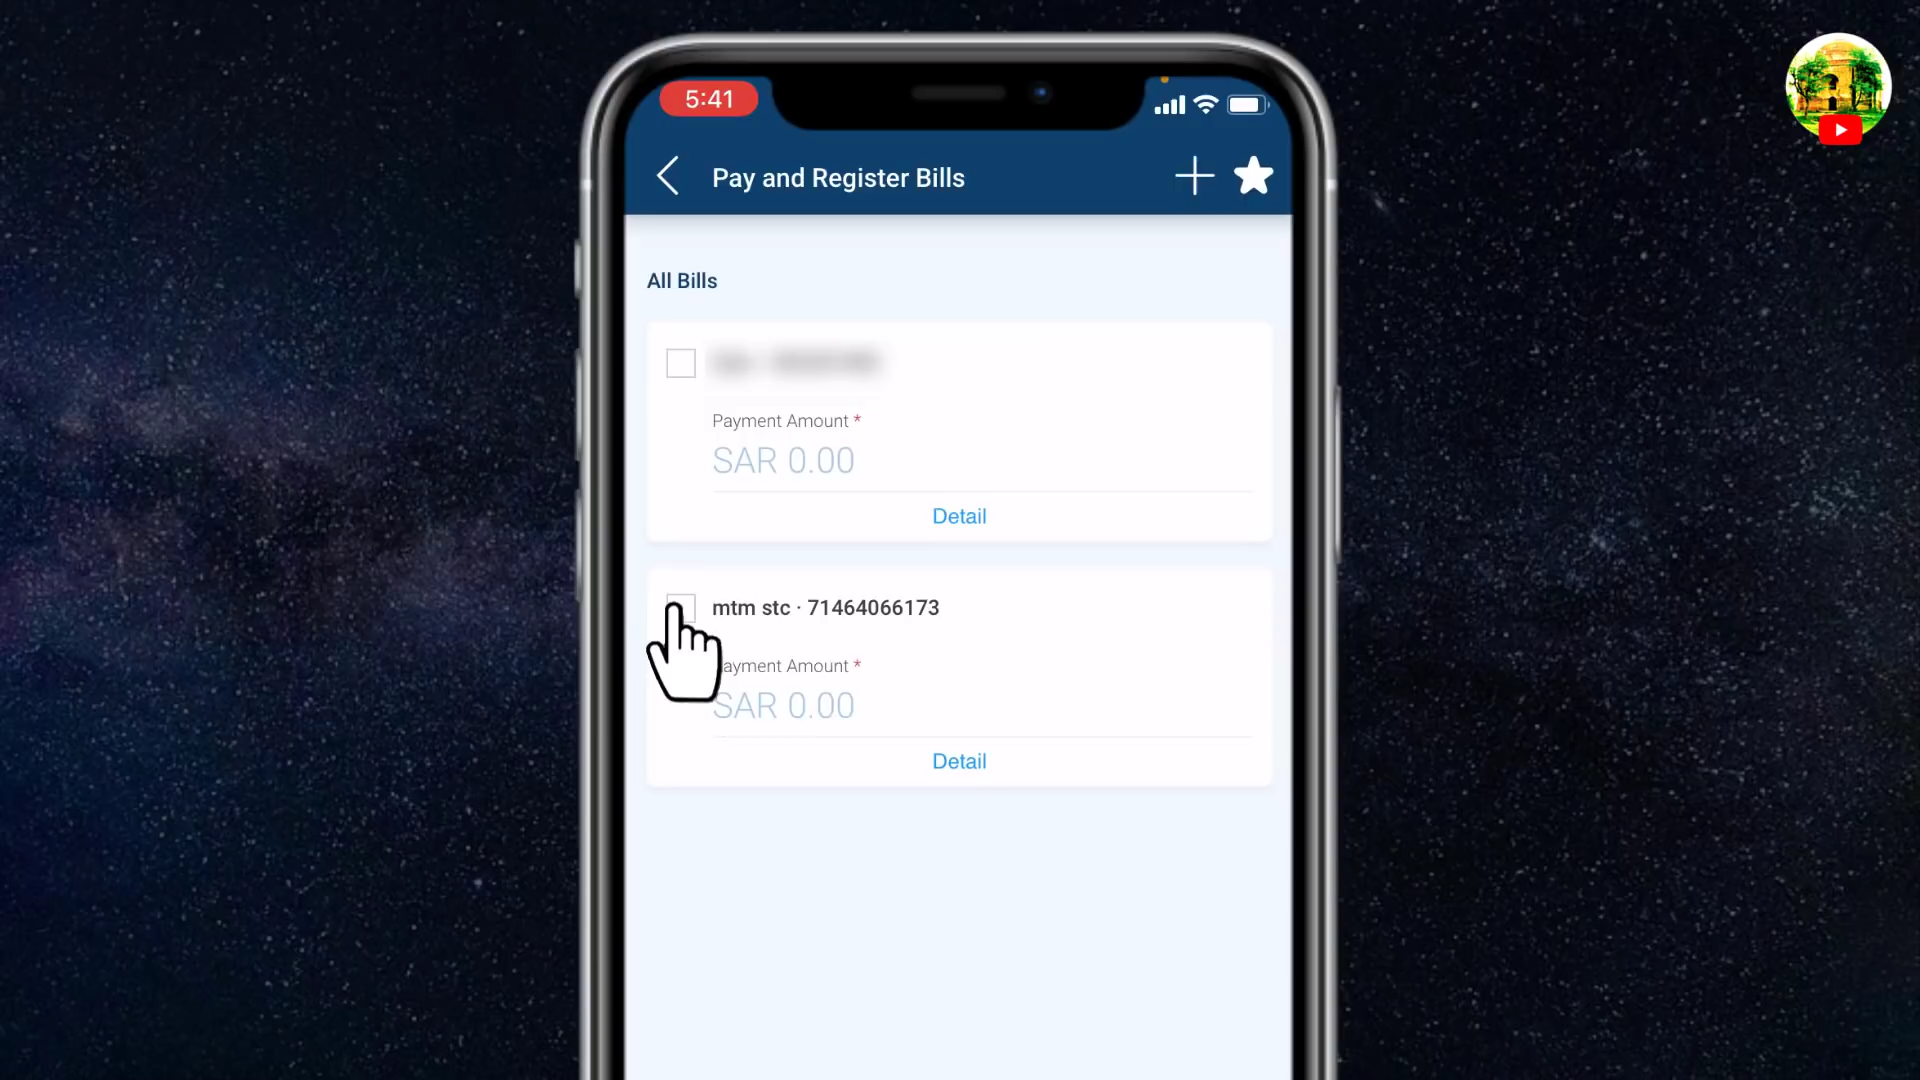 5:41
Pay and Register Bills
All Bills
Payment Amount *
SAR 0.00
Detail
mtm stc · 71464066173
ayment Amount *
SAR 0.00
Detail